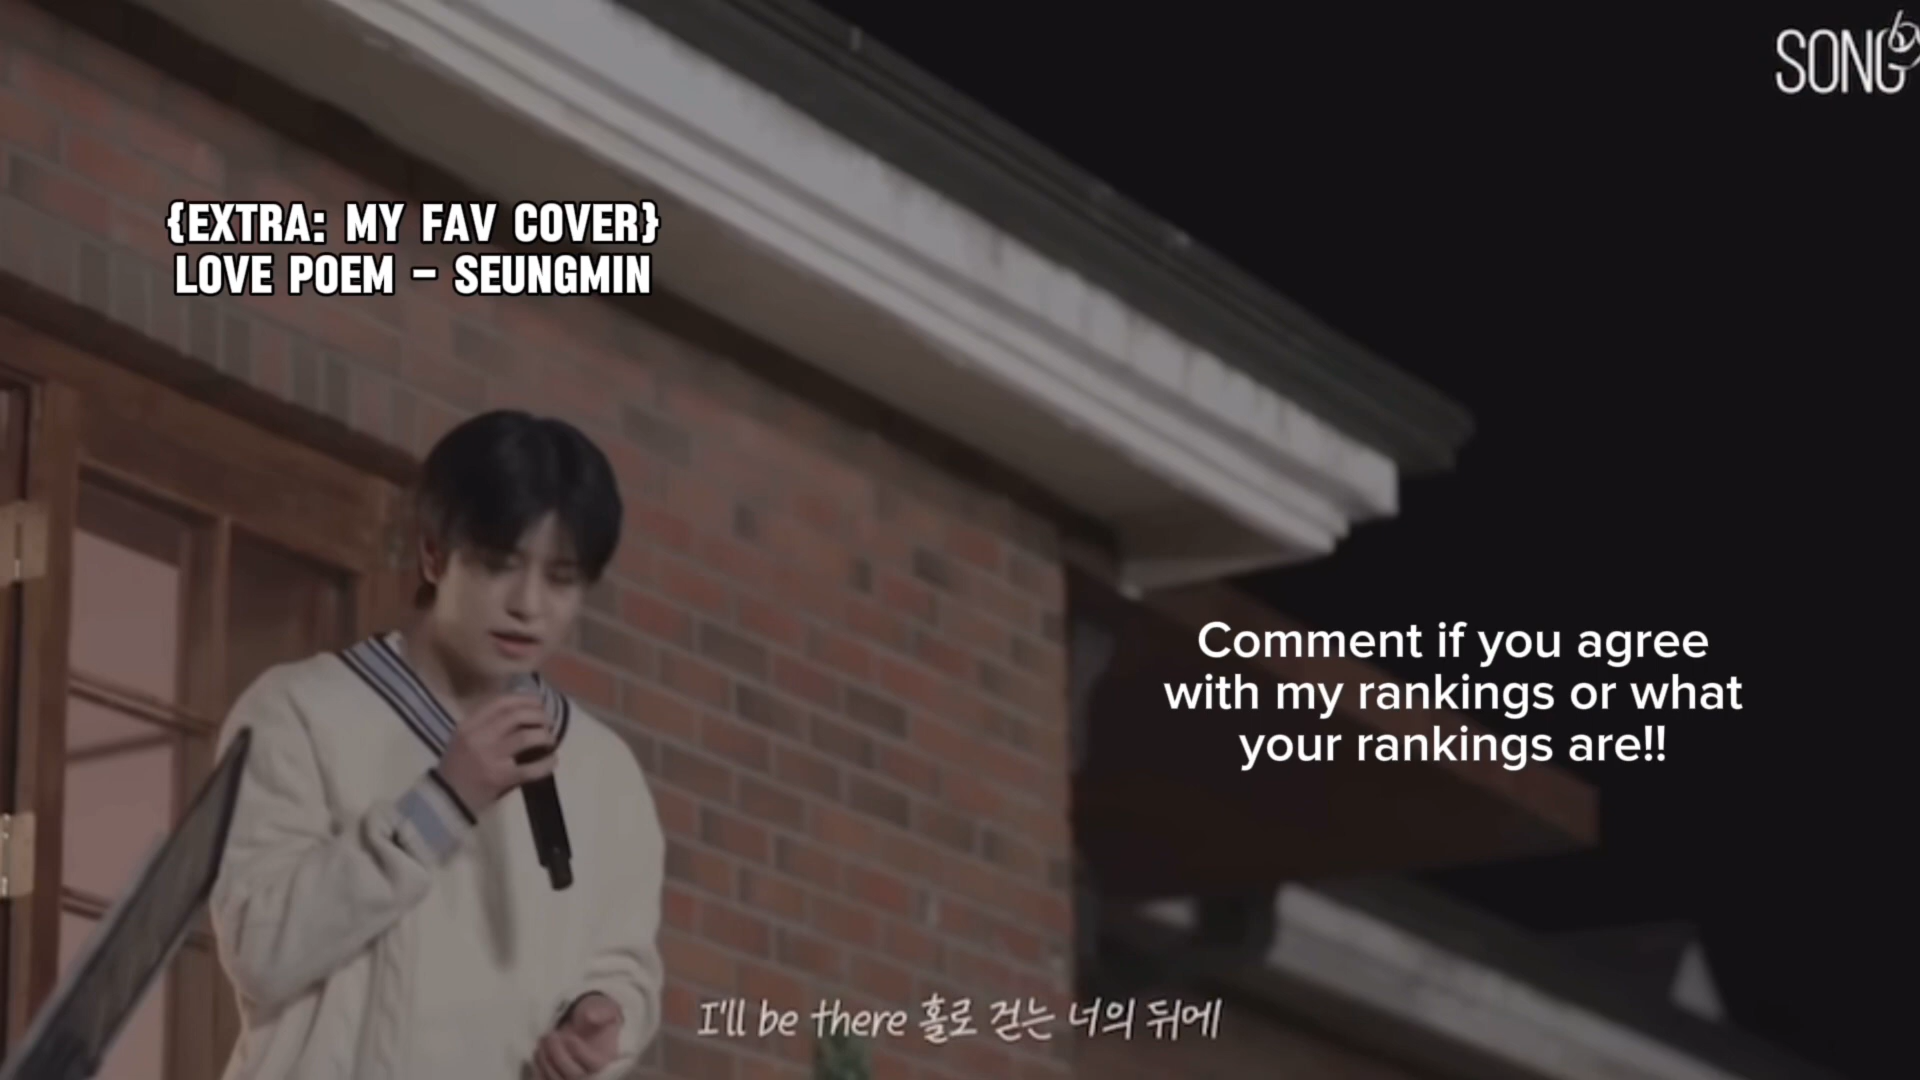 SONG by
{EXTRA: MY FAV COVER}
LOVE POEM - SEUNGMIN
Comment if you agree
with my rankings or what
your rankings are!!
I'll be there 홀로 걷는 너의 뒤에